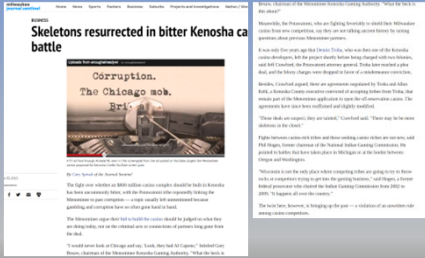 milwaukee
journal sentinel
Home News Sports Packers Business Suburbs Projects and Investigations
BUSINESS
Skeletons resurrected in bitter Kenosha ca
battle
Corruption.
The Chicago mob.
Bri
By Cary Spivak of the Journal Sentinel
The fight over whether an $800 million casino complex should be built in Kenosha
has been uncommonly bitter, with the Potawatomi tribe repeatedly linking the
Menominee to past corruption — a topic usually left unmentioned because
gambling and corruption have so often gone hand in hand.
The Menominee argue their bid to build the casino should be judged on what they
are doing today, not on the criminal acts or connections of partners long gone from
the deal.
"I would never look at Chicago and say, 'Look, they had Al Capone,'" bristled Gary
Besaw, chairman of the Menominee Kenosha Gaming Authority. "What the heck is
Besaw, chairman of the Menominee Kenosha Gaming Authority. "What the heck is
this about?"
Meanwhile, the Potawatomi, who are fighting feverishly to shield their Milwaukee
casino from new competition, say they are not talking ancient history by raising
questions about previous Menominee partners.
It was only five years ago that Dennis Troha, who was then one of the Kenosha
casino developers, left the project shortly before being charged with two felonies,
and Jeff Crawford, the Potawatomi attorney general. Troha later reached a plea
deal, and the felony charges were dropped in favor of a misdemeanor conviction.
Besides, Crawford argued, there are agreements negotiated by Troha and Allan
Kehl, a Kenosha County executive convicted of accepting bribes from Troha, that
remain part of the Menominee application to open the off-reservation casino. The
agreements have since been reaffirmed and slightly modified.
"Those deals are suspect; they are tainted," Crawford said. "There may be be more
skeletons in the closet."
Fights between casino-rich tribes and those seeking casino riches are not new, said
Phil Hogen, former chairman of the National Indian Gaming Commission. He
pointed to battles that have taken place in Michigan or at the border between
Oregon and Washington.
"Wisconsin is not the only place where competing tribes are going to try to throw
rocks at competitors trying to get into the gaming business," said Hogen, a former
federal prosecutor who chaired the Indian Gaming Commission from 2002 to
2009. "It happens all over the country."
The twist here, however, is bringing up the past — a violation of an unwritten rule
among casino competitors.